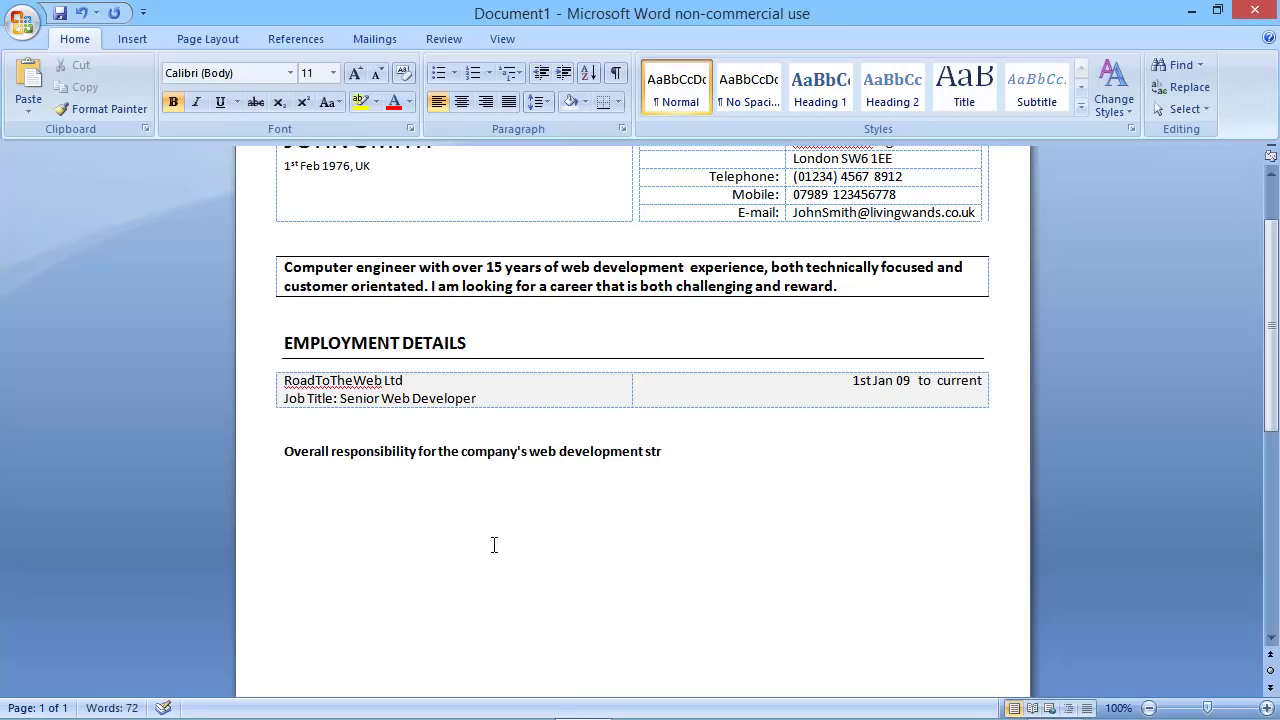 Document1 - Microsoft Word non-commercial use
Home Insert Page Layout References Mailings Review View
Paste
Cut
Copy
Format Painter
Clipboard
Calibri (Body) 11
Font
Paragraph
AaBbCcDc AaBbCcDc AaBbC AaBbCc AaB AaBbCc.
¶ Normal ¶ No Spaci... Heading 1 Heading 2 Title Subtitle
Change
Styles
Styles
Find
Replace
Select
Editing
JOHN SMITH
1st Feb 1976, UK
London SW6 1EE
Telephone: (01234) 4567 8912
Mobile: 07989 123456778
E-mail: JohnSmith@livingwands.co.uk
Computer engineer with over 15 years of web development experience, both technically focused and
customer orientated. I am looking for a career that is both challenging and reward.
EMPLOYMENT DETAILS
RoadToTheWeb Ltd 1st Jan 09 to current
Job Title: Senior Web Developer
Overall responsibility for the company's web development str
Page: 1 of 1 Words: 72 100%